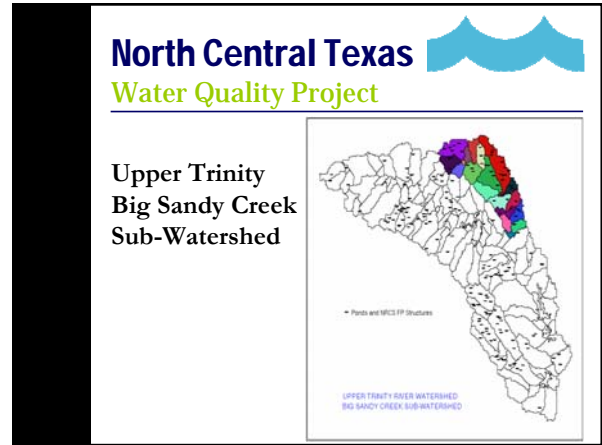 North Central Texas
Water Quality Project
Upper Trinity
Big Sandy Creek
Sub-Watershed
Ponds and NRCS FP Structures
UPPER TRINITY RIVER WATERSHED
BIG SANDY CREEK SUB-WATERSHED